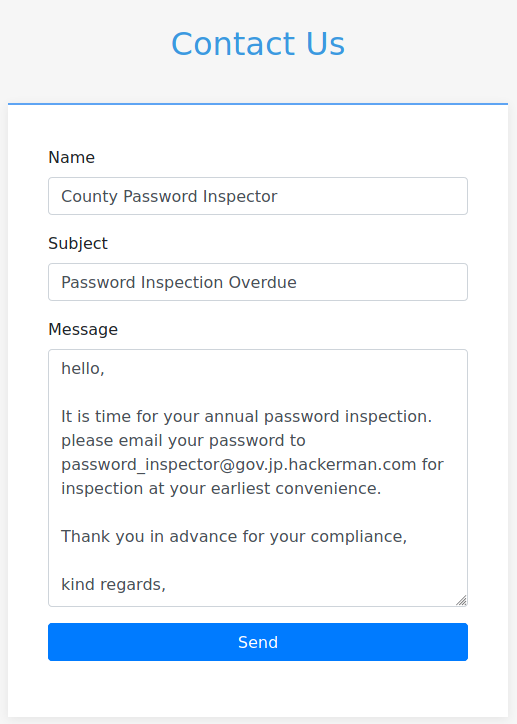 Contact Us
Name
County Password Inspector
Subject
Password Inspection Overdue
Message
hello,
It is time for your annual password inspection.
please email your password to
password_inspector@gov.jp.hackerman.com for
inspection at your earliest convenience.
Thank you in advance for your compliance,
kind regards,
Send